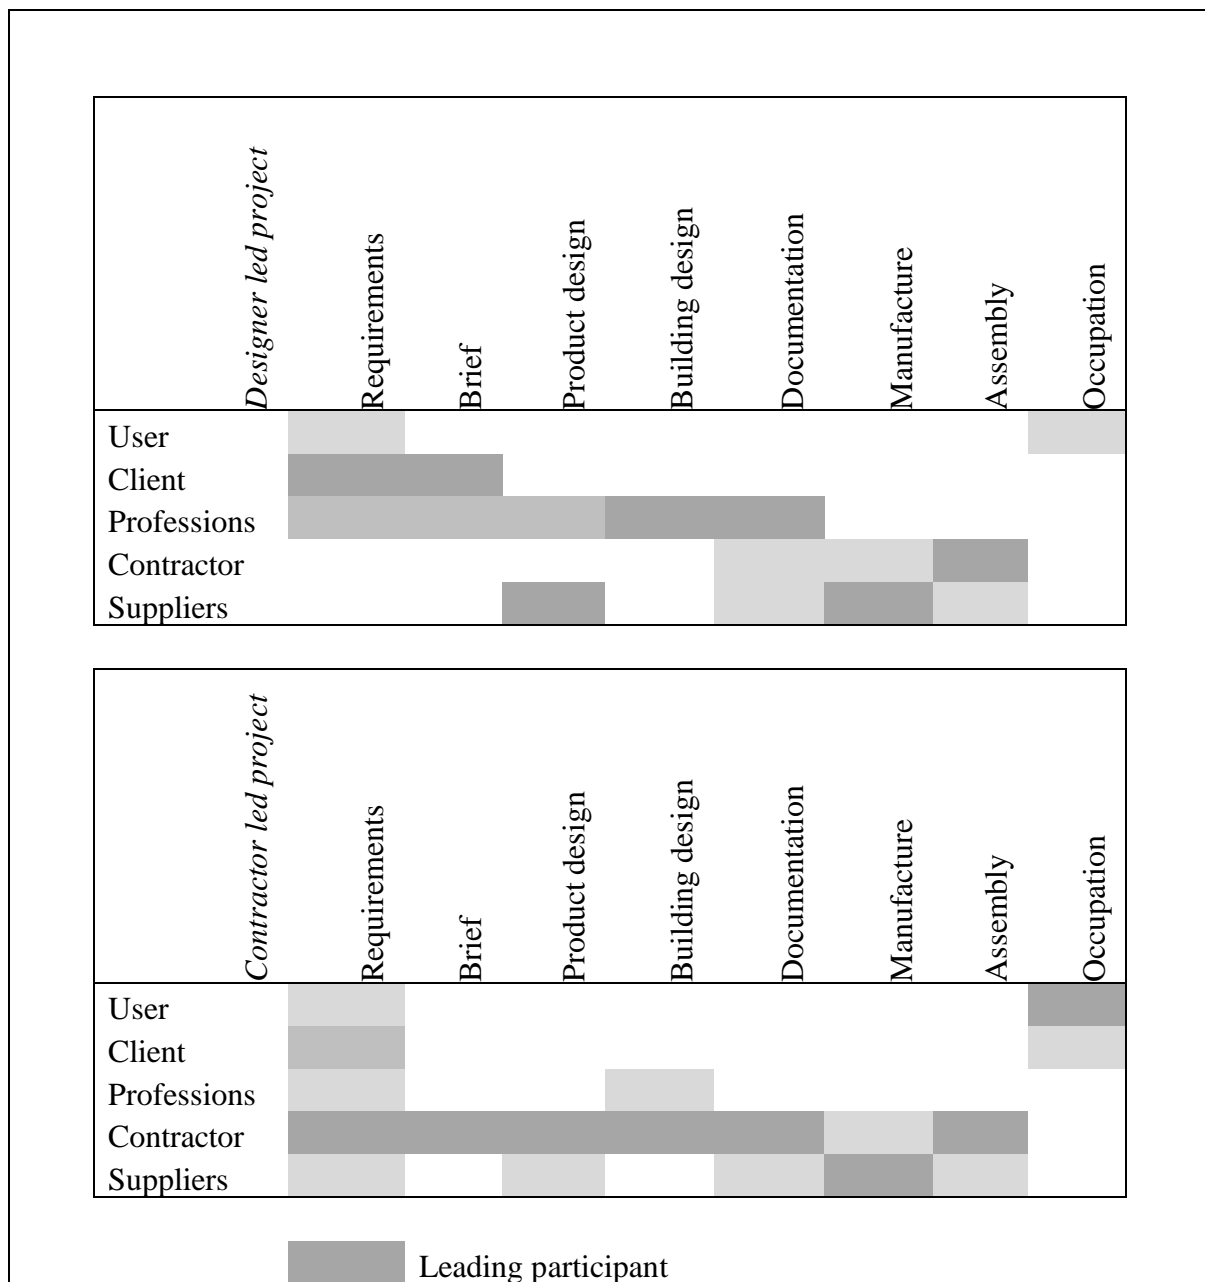 Designer led project
Requirements
Brief
Product design
Building design
Documentation
Manufacture
Assembly
Occupation
User
Client
Professions
Contractor
Suppliers
Contractor led project
Requirements
Brief
Product design
Building design
Documentation
Manufacture
Assembly
Occupation
User
Client
Professions
Contractor
Suppliers
Leading participant